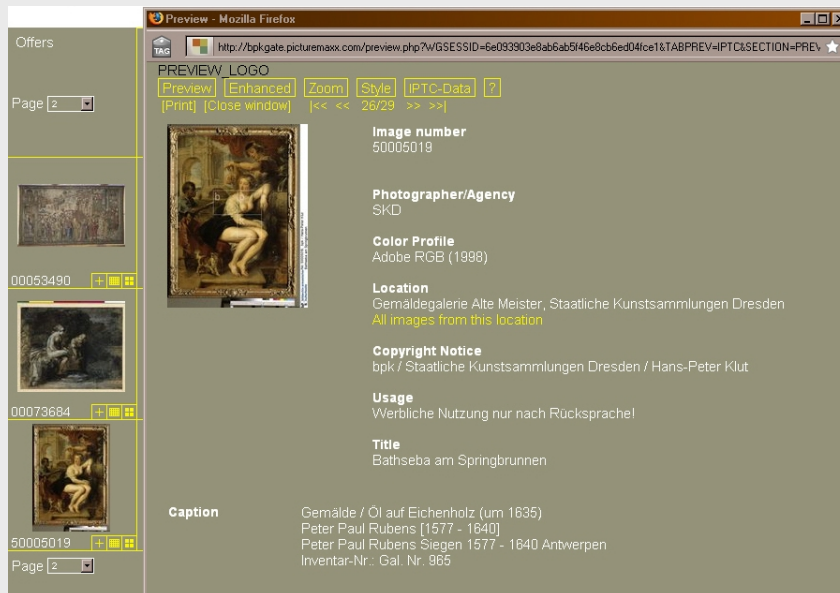 Preview - Mozilla Firefox
TAG
http://bpkgate.picturemaxx.com/preview.php?WGSESSID=6e093903e8ab6ab5f46e8cb6ed04fce1&TABPREV=IPTC&SECTION=PREV
Offers
Page 2
00053490
00073684
50005019
Page 2
PREVIEW_LOGO
Preview Enhanced Zoom Style IPTC-Data ?
[Print] [Close window] |<< << 26/29 >> >>|
Image number
50005019
Photographer/Agency
SKD
Color Profile
Adobe RGB (1998)
Location
Gemäldegalerie Alte Meister, Staatliche Kunstsammlungen Dresden
All images from this location
Copyright Notice
bpk / Staatliche Kunstsammlungen Dresden / Hans-Peter Klut
Usage
Werbliche Nutzung nur nach Rücksprache!
Title
Bathseba am Springbrunnen
Caption
Gemälde / Öl auf Eichenholz (um 1635)
Peter Paul Rubens [1577 - 1640]
Peter Paul Rubens Siegen 1577 - 1640 Antwerpen
Inventar-Nr.: Gal. Nr. 965